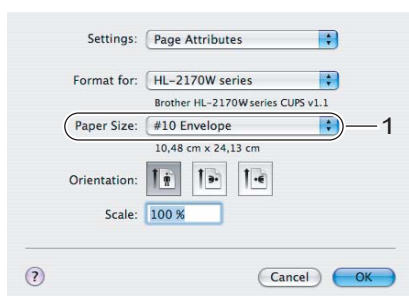 Settings: Page Attributes
Format for: HL-2170W series
Brother HL-2170W series CUPS v1.1
Paper Size: #10 Envelope 1
10,48 cm x 24,13 cm
Orientation:
Scale: 100 %
? Cancel OK